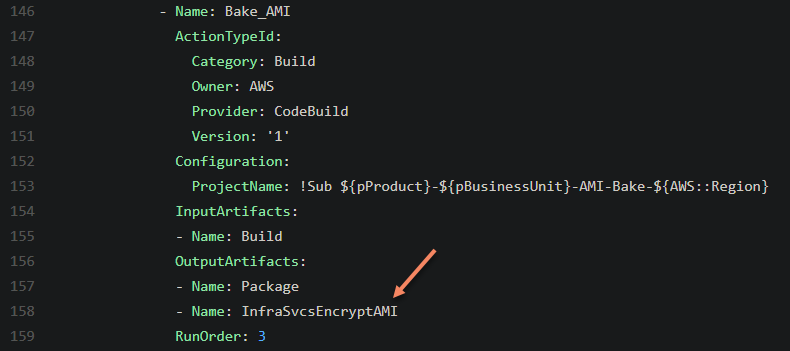 146 - Name: Bake_AMI
147 ActionTypeId:
148 Category: Build
149 Owner: AWS
150 Provider: CodeBuild
151 Version: '1'
152 Configuration:
153 ProjectName: !Sub ${pProduct}-${pBusinessUnit}-AMI-Bake-${AWS::Region}
154 InputArtifacts:
155 - Name: Build
156 OutputArtifacts:
157 - Name: Package
158 - Name: InfraSvcsEncryptAMI
159 RunOrder: 3